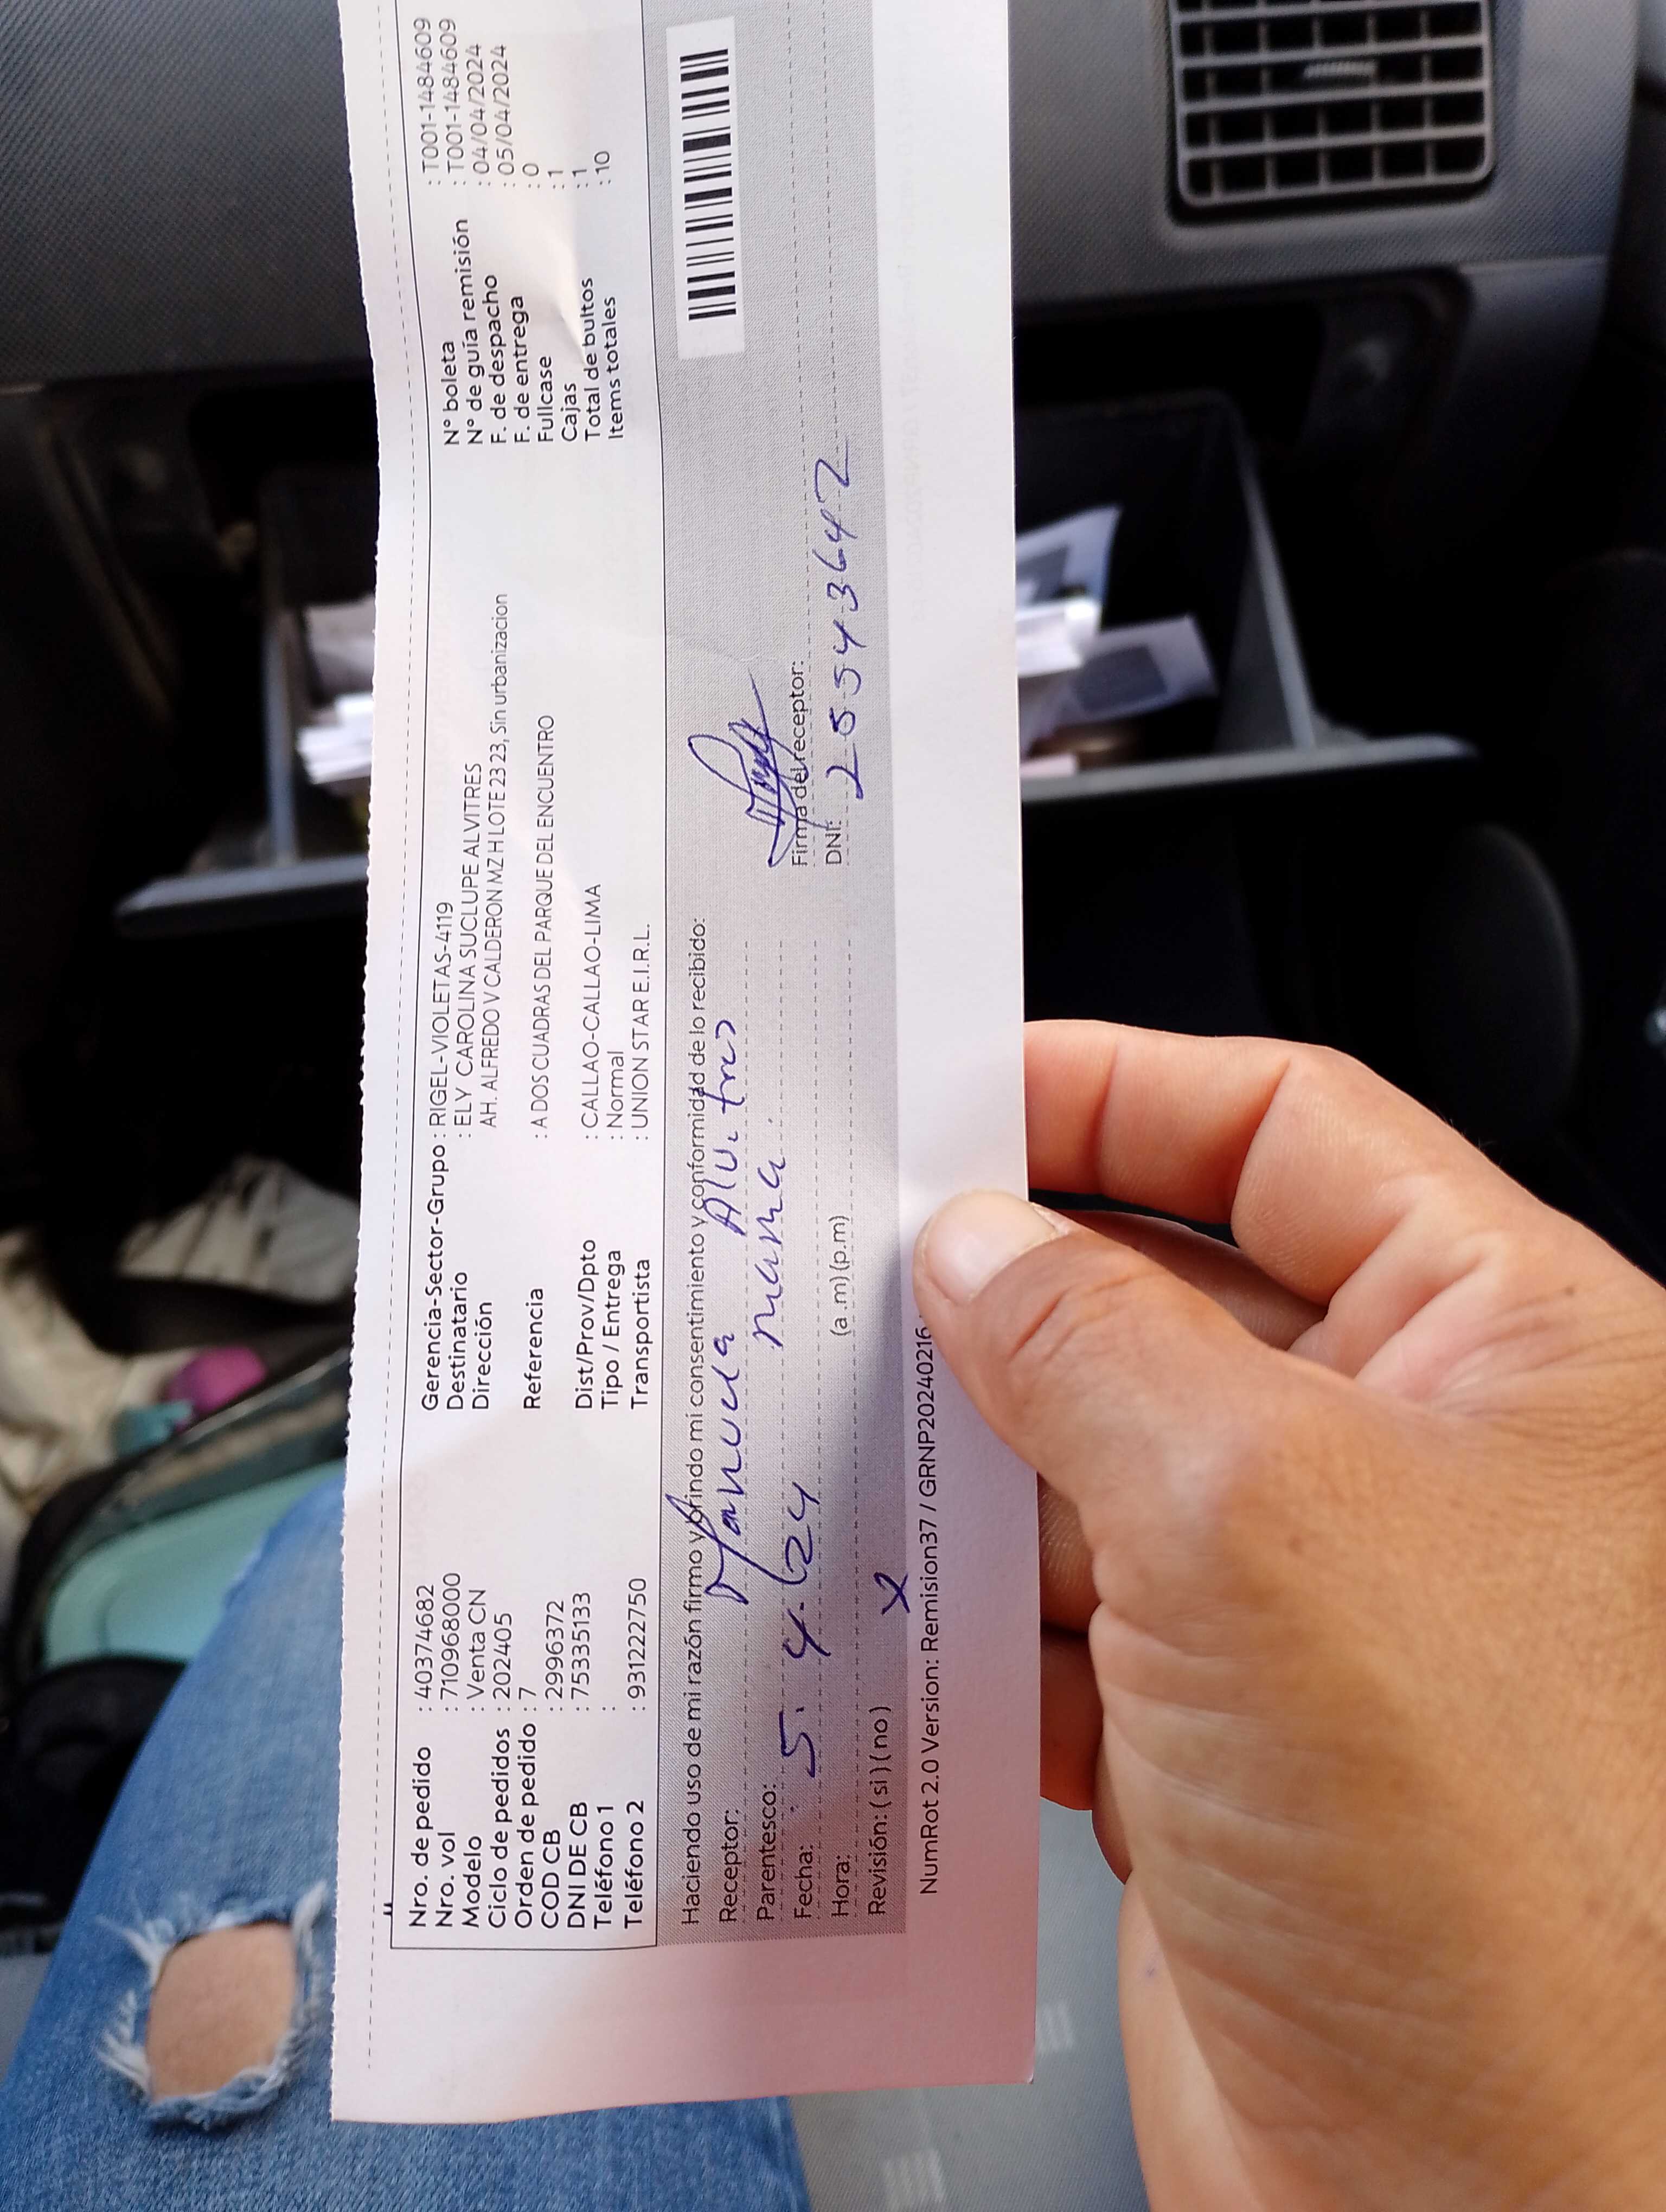 Nro. de pedido : 40374682
Nro. vol : 710968000
Modelo : Venta CN
Ciclo de pedidos : 202405
Orden de pedido : 7
COD CB : 2996372
DNI DE CB : 75335133
Teléfono 1 :
Teléfono 2 : 931222750
Gerencia-Sector-Grupo : RIGEL-VIOLETAS-4119
Destinatario : ELY CAROLINA SUCLUPE ALVITRES
Dirección AH. ALFREDO V CALDERON MZ H LOTE 23 23, Sin urbanizacion
Referencia : A DOS CUADRAS DEL PARQUE DEL ENCUENTRO
Dist/Prov/Dpto : CALLAO-CALLAO-LIMA
Tipo / Entrega : Normal
Transportista : UNION STAR E.I.R.L.
N° boleta : T001-1484609
N° de guía remisión : T001-1484609
F. de despacho : 04/04/2024
F. de entrega : 05/04/2024
Fullcase : 0
Cajas : 1
Total de bultos : 1
Items totales : 10
Haciendo uso de mi razón firmo y brindo mi consentimiento y conformidad de lo recibido:
Receptor: Manuela Alvitres
Parentesco: mama.
Fecha: 5. 4. 24
Hora: (a .m) (p.m)
Revisión: ( si ) ( no ) X
Firma del receptor:
DNI: 25543642
NumRot 2.0 Version: Remision37 / GRNP20240216